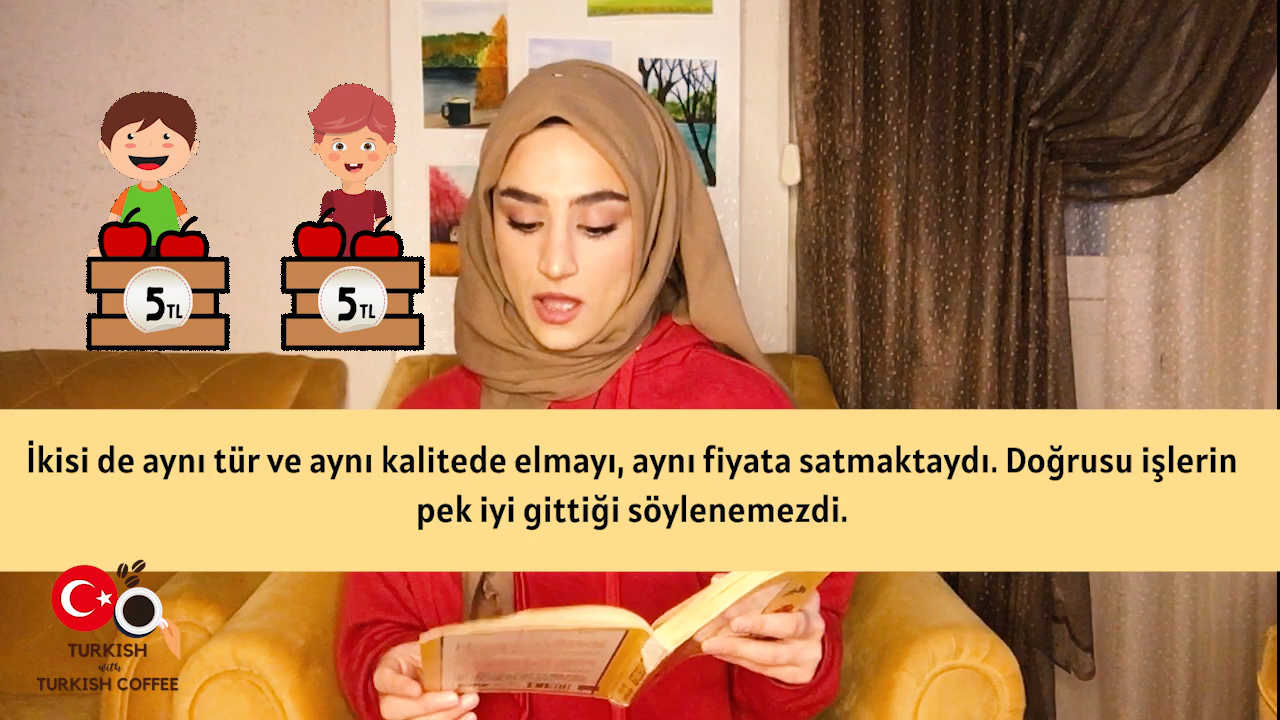 5TL
5TL
İkisi de aynı tür ve aynı kalitede elmayı, aynı fiyata satmaktaydı. Doğrusu işlerin
pek iyi gittiği söylenemezdi.
TURKISH
with
TURKISH COFFEE